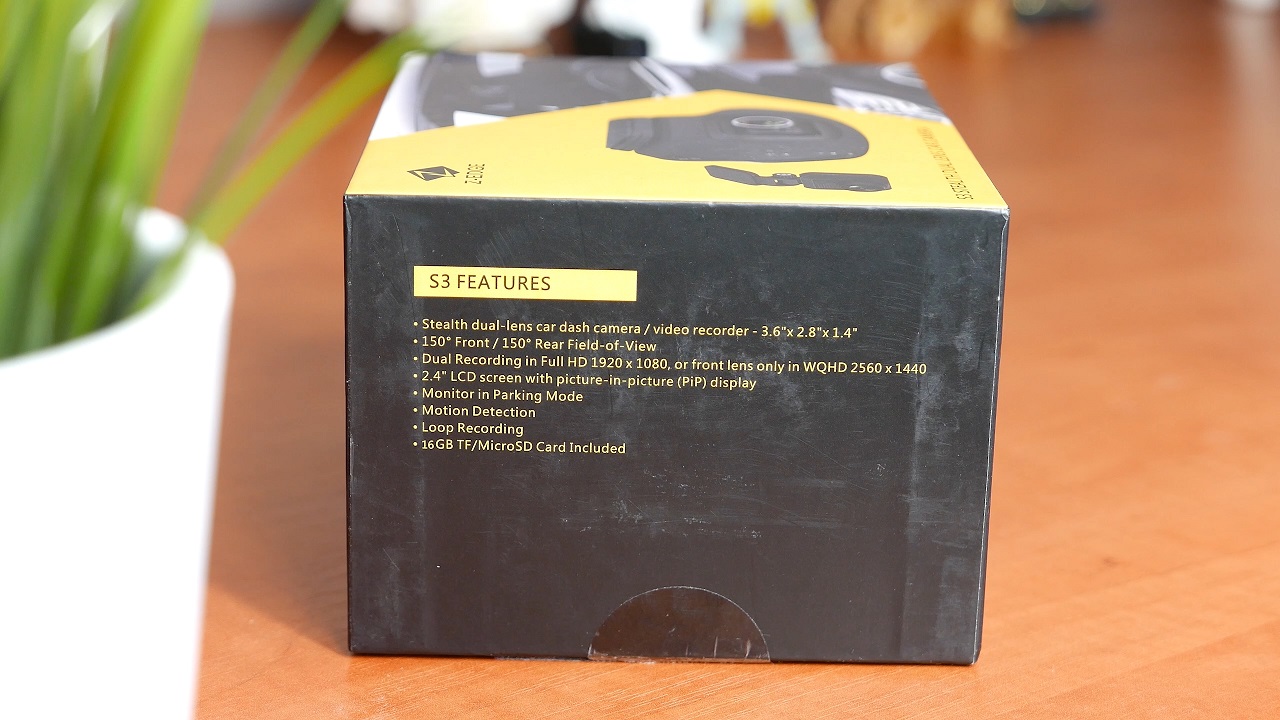 Z-EDGE
S3 FEATURES
• Stealth dual-lens car dash camera / video recorder - 3.6"x 2.8"x 1.4"
• 150° Front / 150° Rear Field-of-View
• Dual Recording in Full HD 1920 x 1080, or front lens only in WQHD 2560 x 1440
• 2.4" LCD screen with picture-in-picture (PiP) display
• Monitor in Parking Mode
• Motion Detection
• Loop Recording
• 16GB TF/MicroSD Card Included